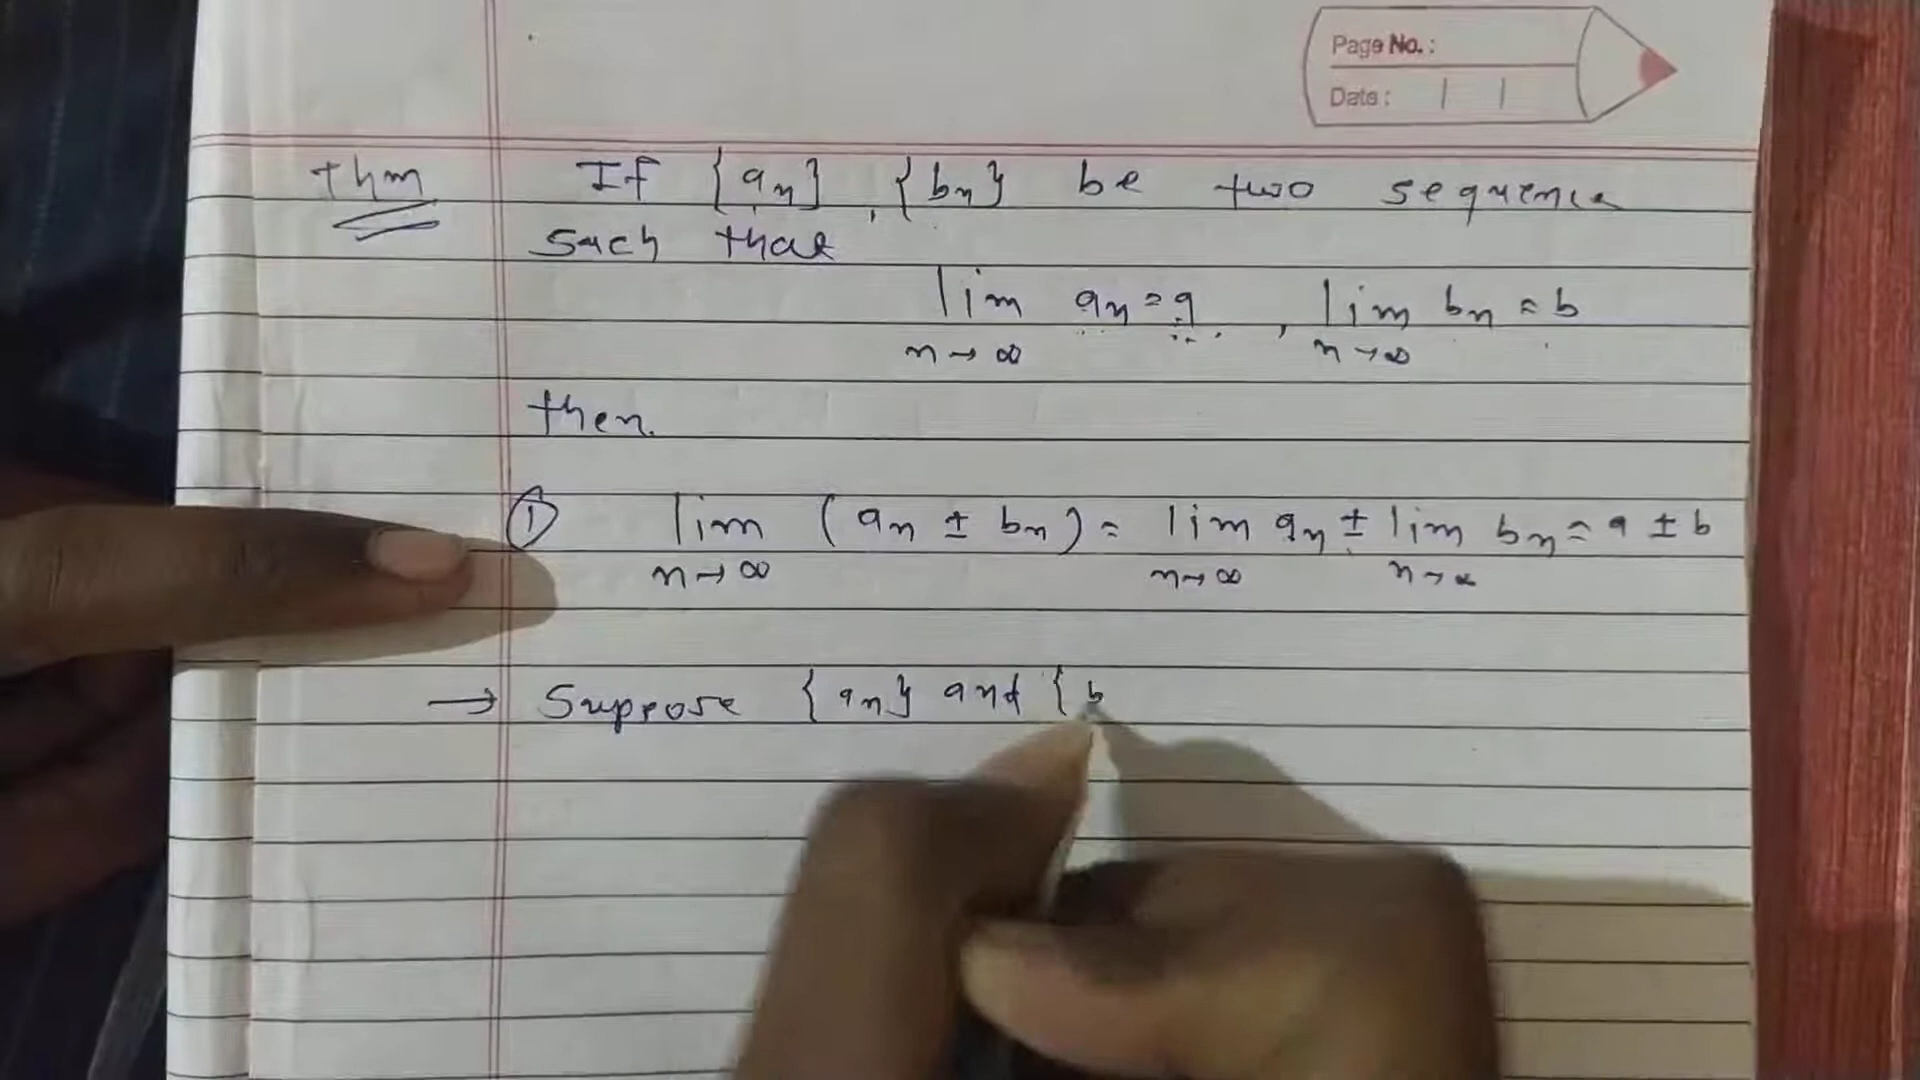 Page No. :
Date :
thm If {an}, {bn} be two sequence
such that
lim an = a, lim bn = b
n→∞ n→∞
then.
① lim (an ± bn) = lim an ± lim bn = a ± b
n→∞ n→∞ n→∞
→ Suppose {an} and {b